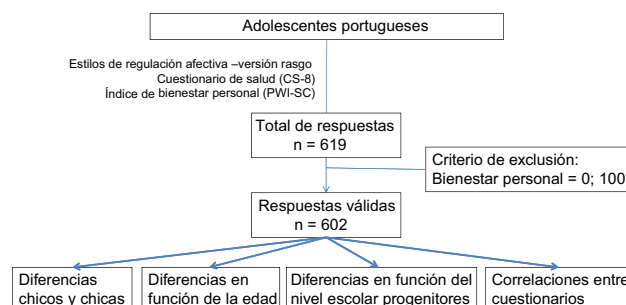 Adolescentes portugueses
Estilos de regulación afectiva –versión rasgo
Cuestionario de salud (CS-8)
Índice de bienestar personal (PWI-SC)
Total de respuestas
n = 619
Criterio de exclusión:
Bienestar personal = 0; 100
Respuestas válidas
n = 602
Diferencias
chicos y chicas
Diferencias en
función de la edad
Diferencias en función del
nivel escolar progenitores
Correlaciones entre
cuestionarios